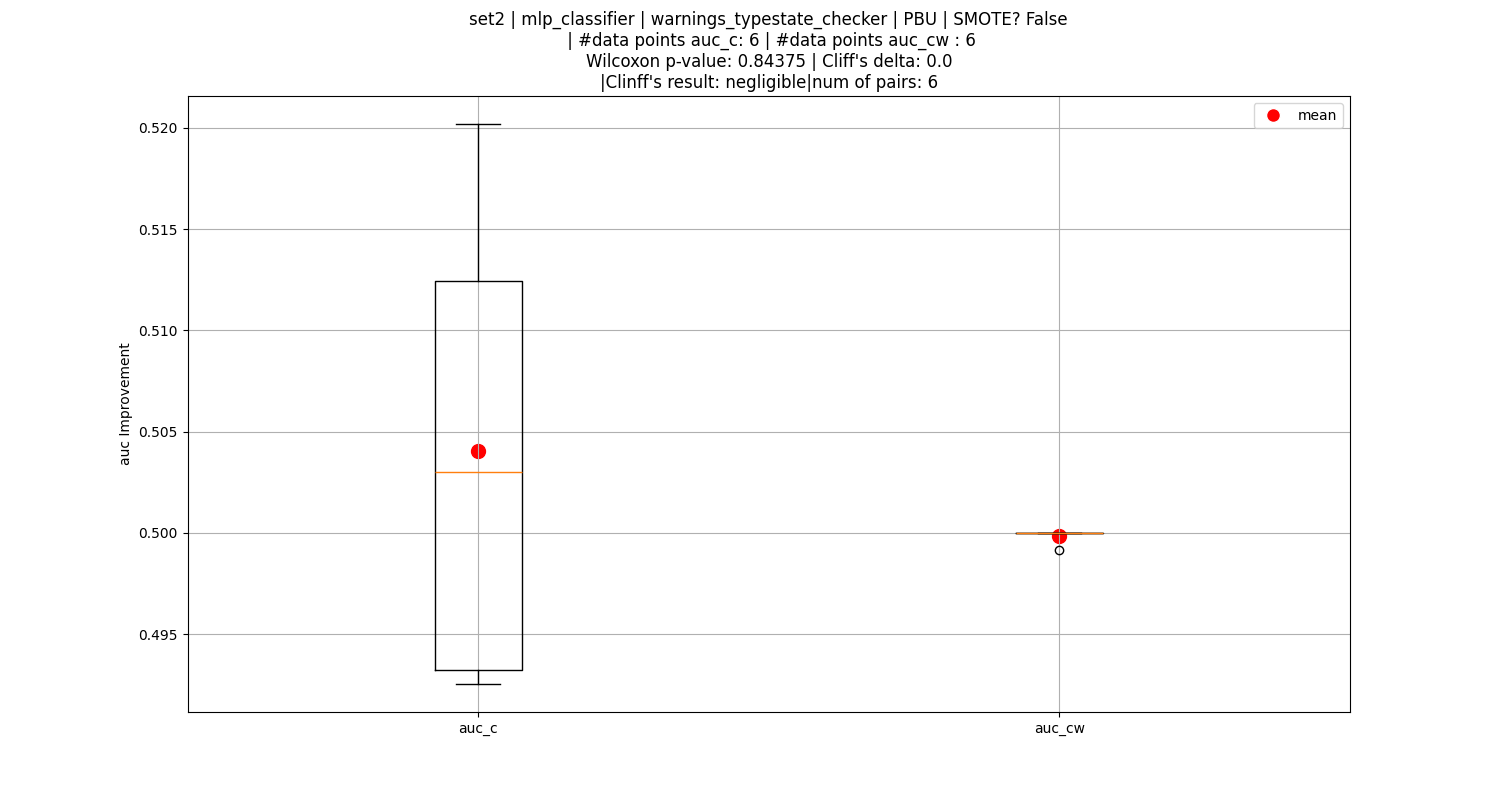 set2 | mlp_classifier | warnings_typestate_checker | PBU | SMOTE? False
| #data points auc_c: 6 | #data points auc_cw : 6
Wilcoxon p-value: 0.84375 | Cliff's delta: 0.0
|Clinff's result: negligible|num of pairs: 6
mean
0.520
0.515
0.510
0.505
0.500
0.495
auc Improvement
auc_c
auc_cw